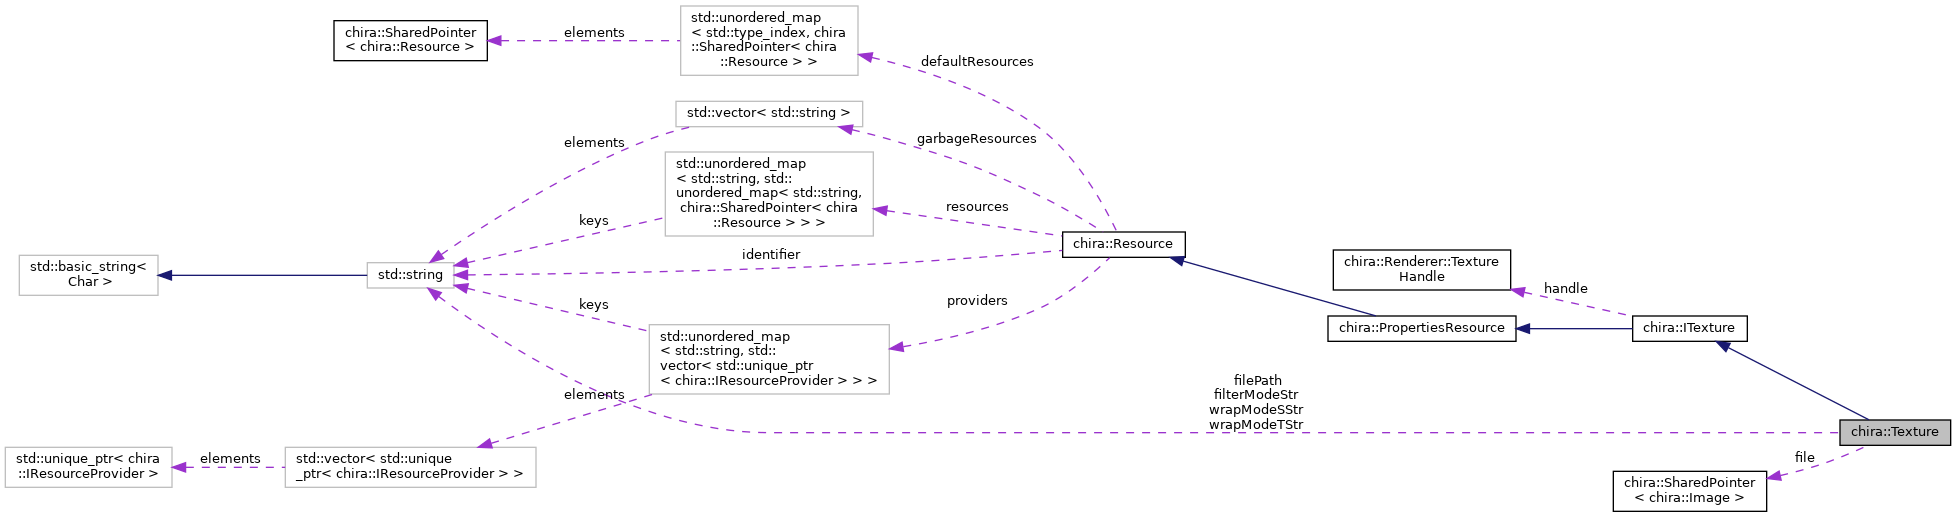 chira::SharedPointer
< chira::Resource >
elements
std::unordered_map
< std::type_index, chira
::SharedPointer< chira
::Resource > >
defaultResources
std::vector< std::string >
garbageResources
elements
std::unordered_map
< std::string, std::
unordered_map< std::string,
chira::SharedPointer< chira
::Resource > > >
resources
keys
chira::Resource
identifier
std::basic_string<
Char >
std::string
chira::Renderer::Texture
Handle
handle
keys
providers
chira::PropertiesResource
chira::ITexture
std::unordered_map
< std::string, std::
vector< std::unique_ptr
< chira::IResourceProvider > > >
elements
filePath
filterModeStr
wrapModeSStr
wrapModeTStr
chira::Texture
std::unique_ptr< chira
::IResourceProvider >
elements
std::vector< std::unique
_ptr< chira::IResourceProvider > >
file
chira::SharedPointer
< chira::Image >